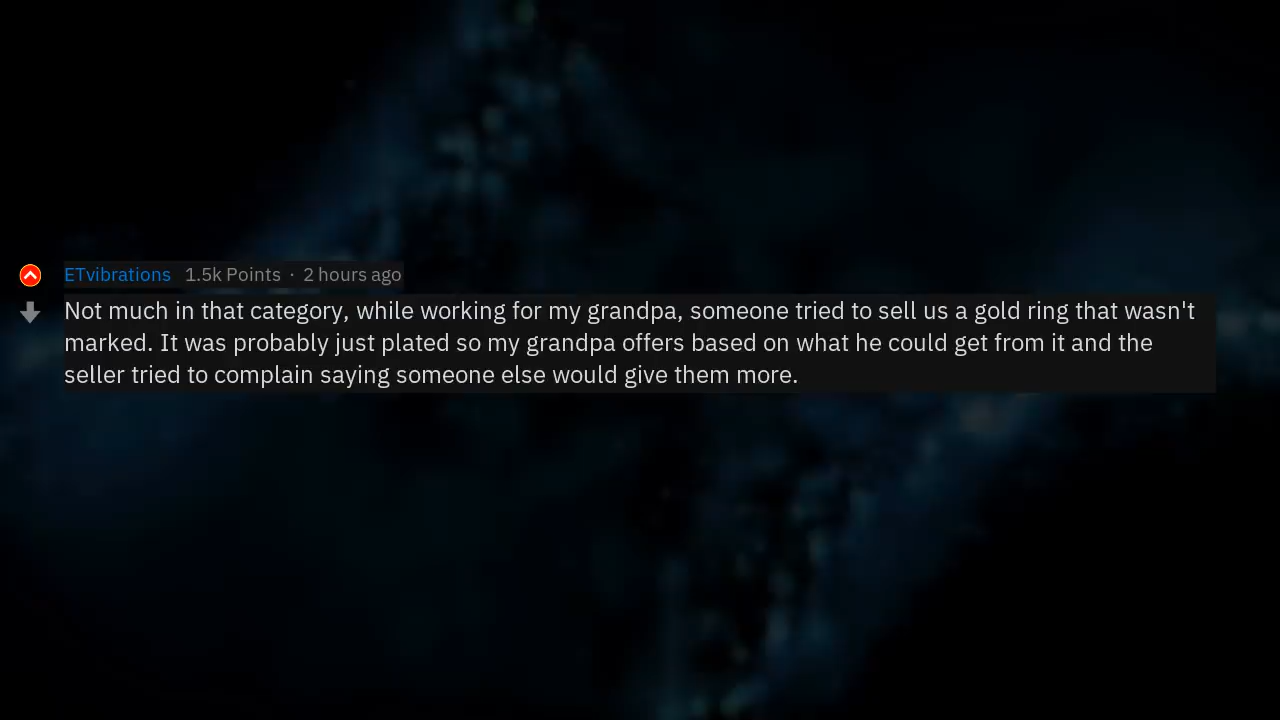 ETvibrations 1.5k Points · 2 hours ago
Not much in that category, while working for my grandpa, someone tried to sell us a gold ring that wasn't
marked. It was probably just plated so my grandpa offers based on what he could get from it and the
seller tried to complain saying someone else would give them more.